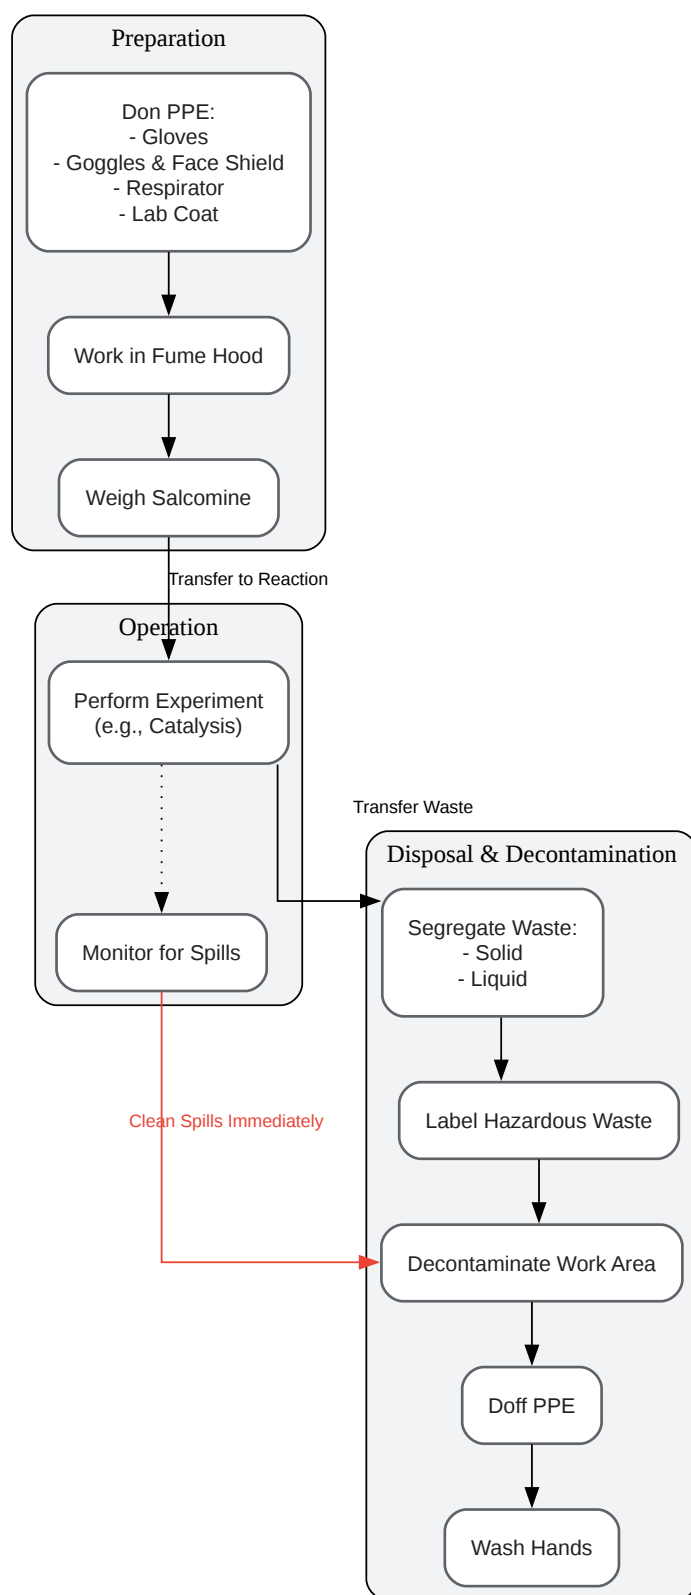 Preparation
Don PPE:
- Gloves
- Goggles & Face Shield
- Respirator
- Lab Coat
Work in Fume Hood
Weigh Salcomine
Transfer to Reaction
Operation
Perform Experiment
(e.g., Catalysis)
Monitor for Spills
Clean Spills Immediately
Transfer Waste
Disposal & Decontamination
Segregate Waste:
- Solid
- Liquid
Label Hazardous Waste
Decontaminate Work Area
Doff PPE
Wash Hands